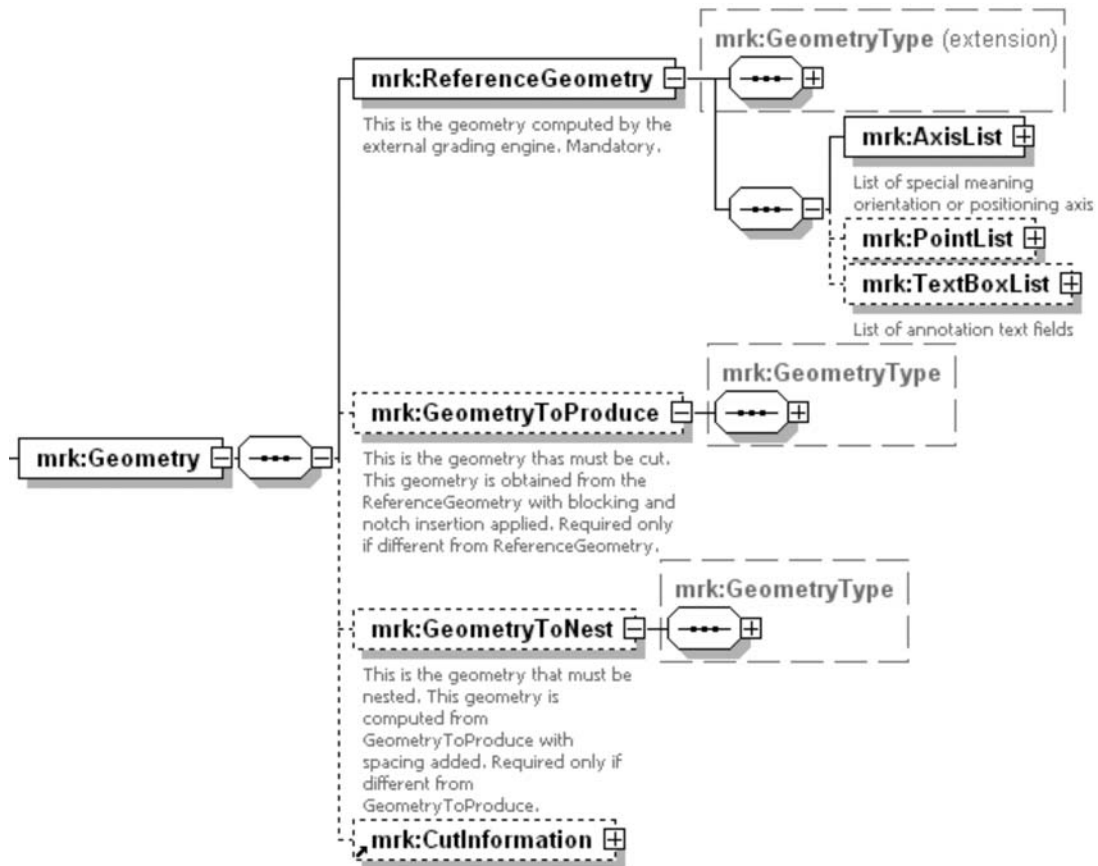 mrk:GeometryType (extension)
mrk:ReferenceGeometry
This is the geometry computed by the
external grading engine. Mandatory.
mrk:AxisList
List of special meaning
orientation or positioning axis
mrk:PointList
mrk:TextBoxList
List of annotation text fields
mrk:GeometryType
mrk:GeometryToProduce
mrk:Geometry
This is the geometry thas must be cut.
This geometry is obtained from the
ReferenceGeometry with blocking and
notch insertion applied. Required only
if different from ReferenceGeometry.
mrk:GeometryType
mrk:GeometryToNest
This is the geometry that must be
nested. This geometry is
computed from
GeometryToProduce with
spacing added. Required only if
different from
GeometryToProduce.
mrk:CutInformation